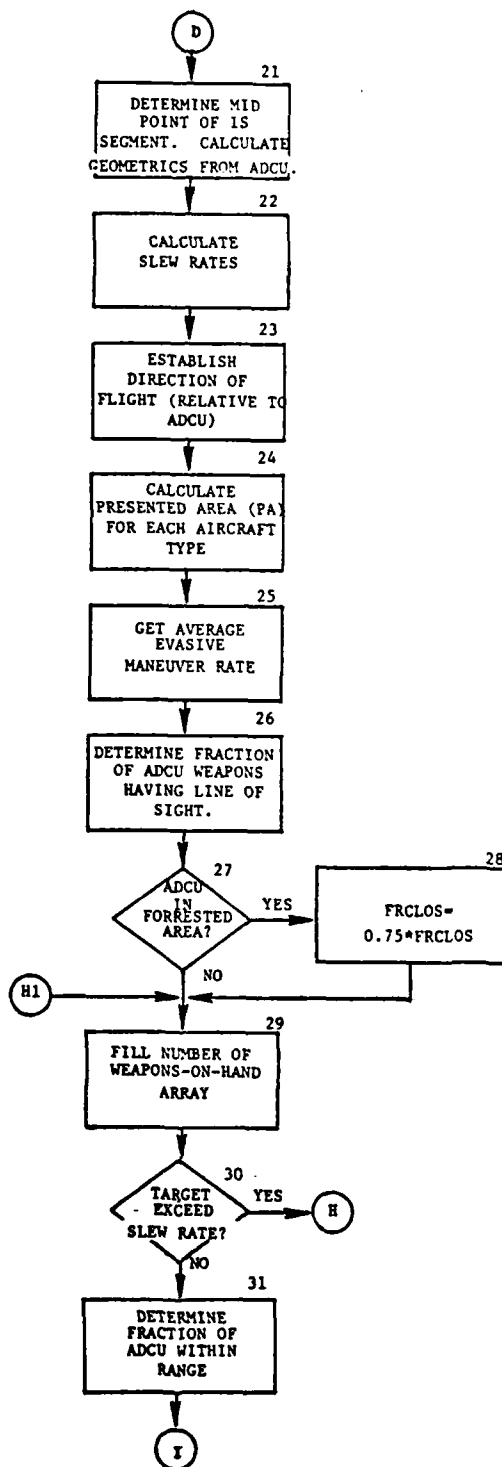 D
21
DETERMINE MID
POINT OF 1S
SEGMENT. CALCULATE
GEOMETRICS FROM ADCU.
22
CALCULATE
SLEW RATES
23
ESTABLISH
DIRECTION OF
FLIGHT (RELATIVE TO
ADCU)
24
CALCULATE
PRESENTED AREA (PA)
FOR EACH AIRCRAFT
TYPE
25
GET AVERAGE
EVASIVE
MANEUVER RATE
26
DETERMINE FRACTION
OF ADCU WEAPONS
HAVING LINE OF
SIGHT.
27
ADCU
IN
FORRESTED
AREA?
YES
28
FRCLOS=
0.75*FRCLOS
NO
H1
29
FILL NUMBER OF
WEAPONS-ON-HAND
ARRAY
30
TARGET
EXCEED
SLEW RATE?
YES
H
NO
31
DETERMINE
FRACTION OF
ADCU WITHIN
RANGE
I